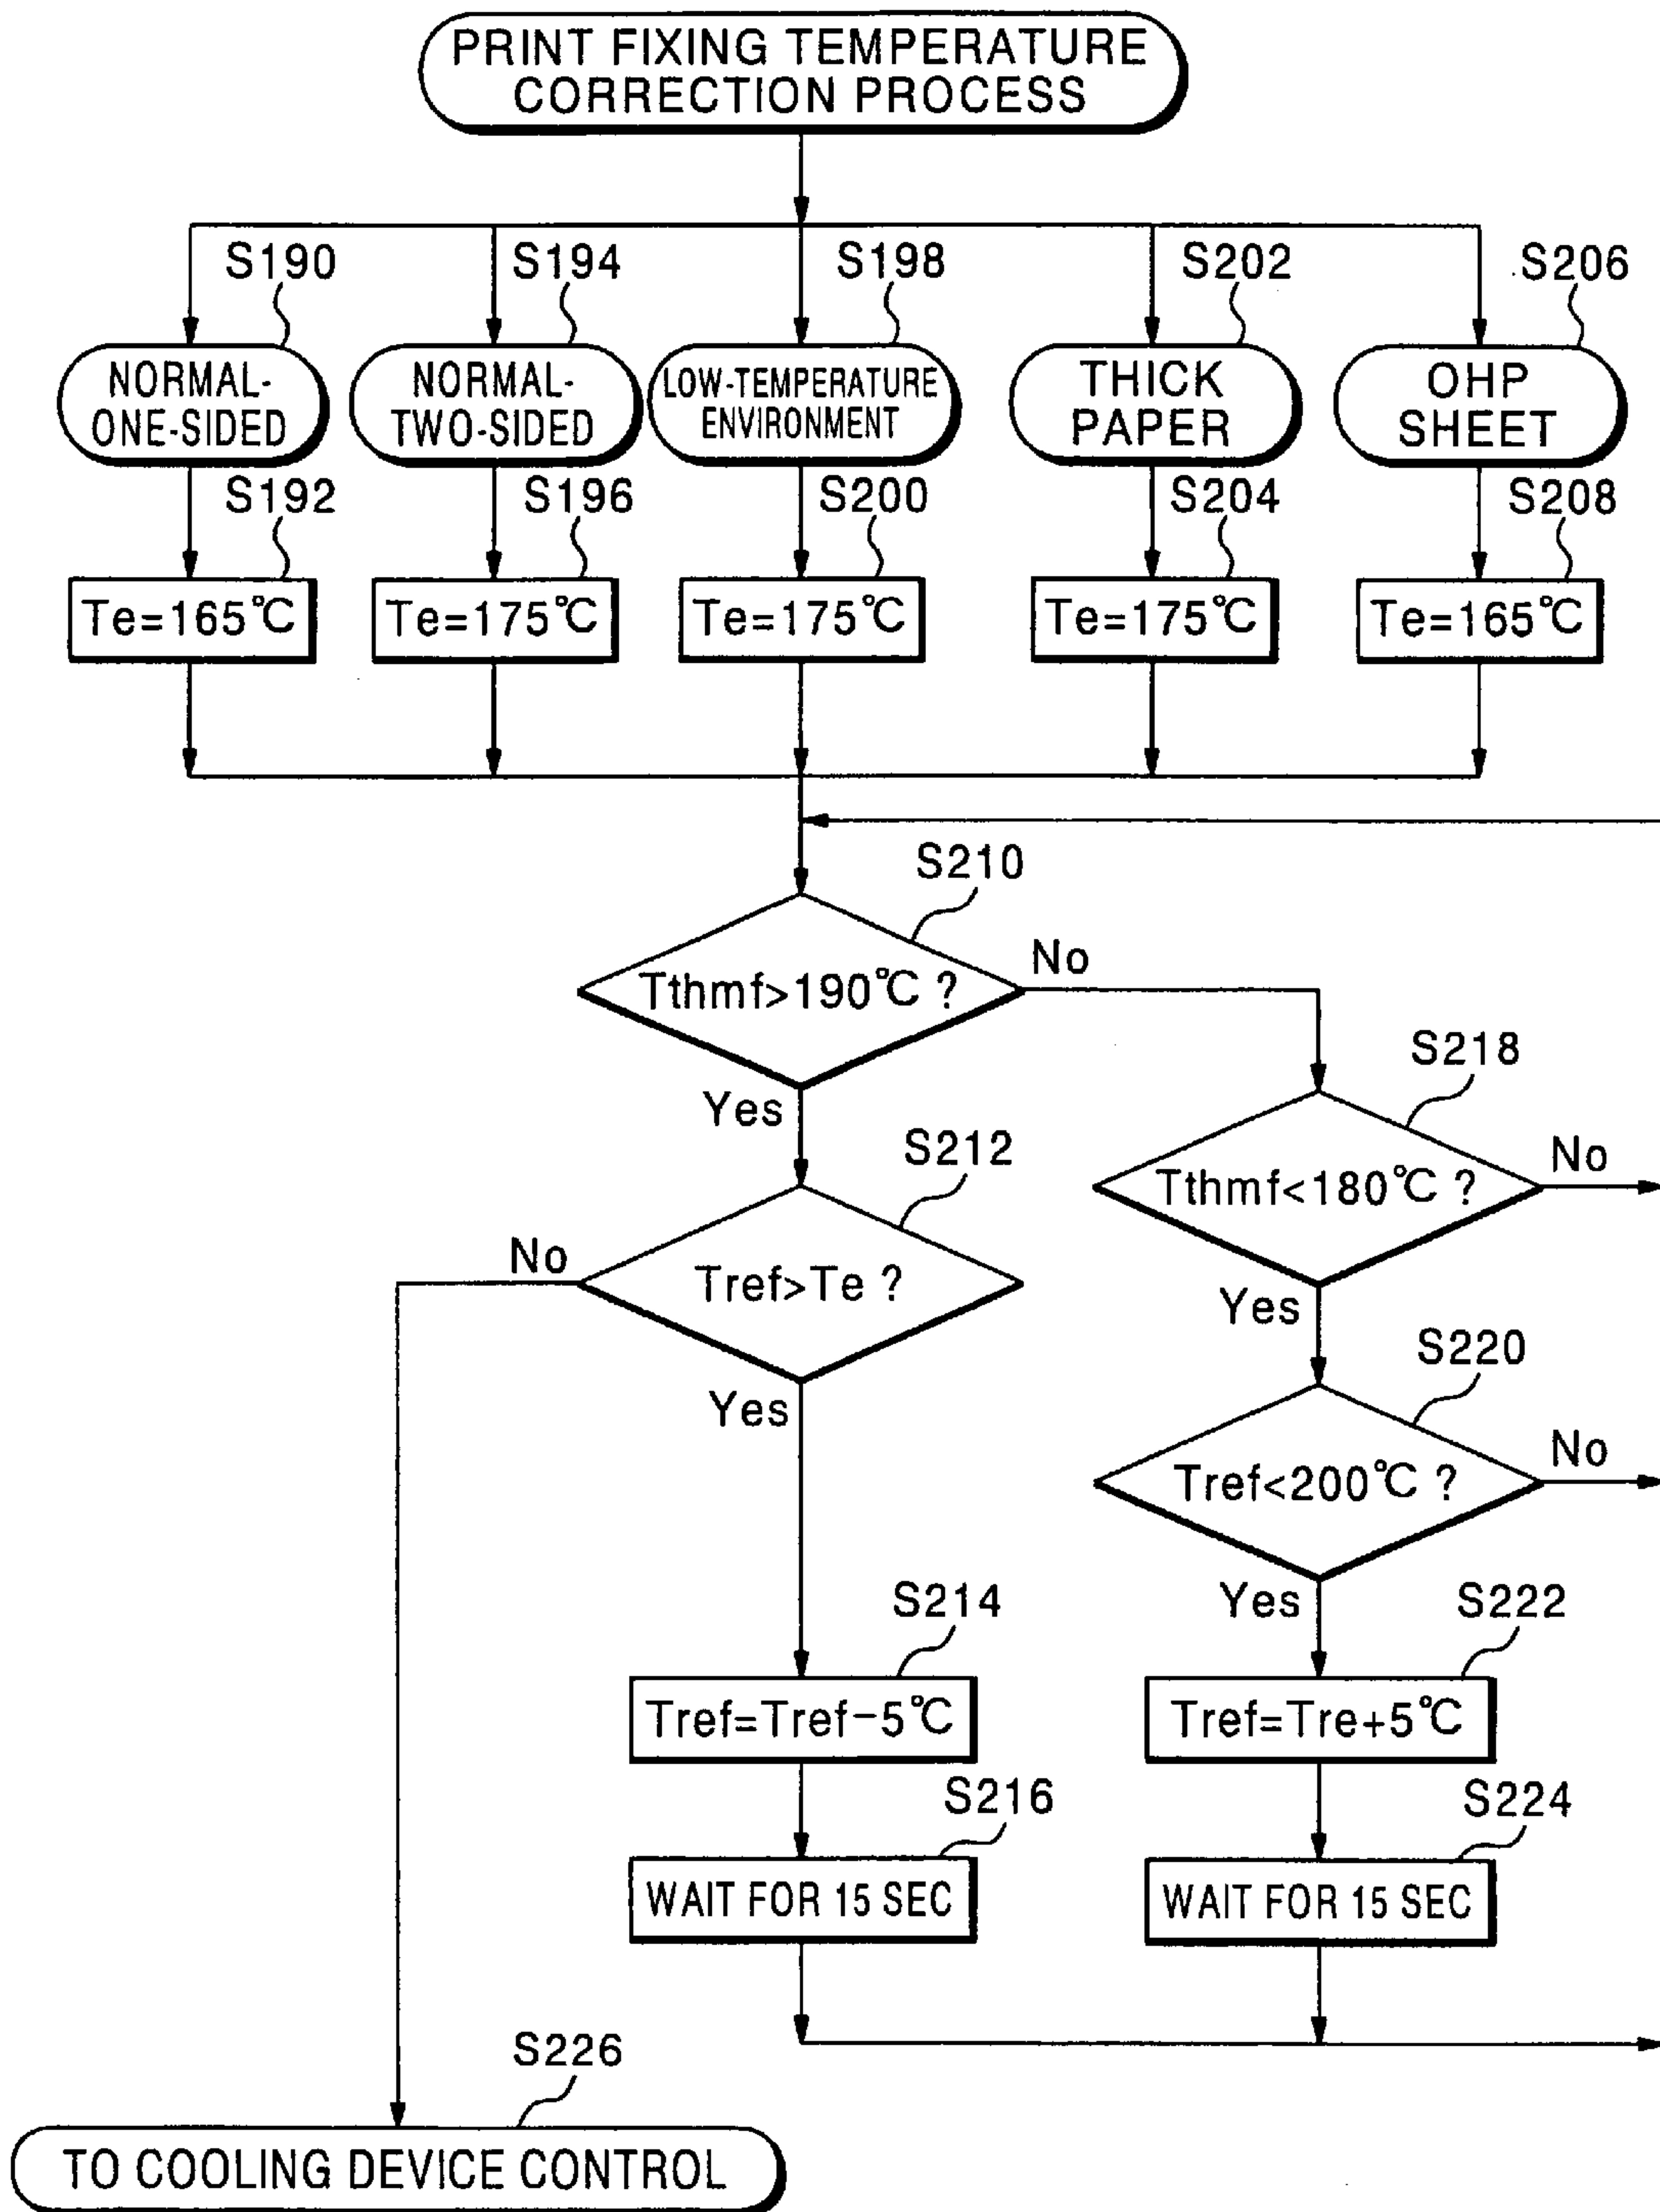 PRINT FIXING TEMPERATURE
CORRECTION PROCESS
S190
S194
S198
S202
S206
NORMAL-
ONE-SIDED
NORMAL-
TWO-SIDED
LOW-TEMPERATURE
ENVIRONMENT
THICK
PAPER
OHP
SHEET
S192
S196
S200
S204
S208
Te=165℃
Te=175℃
Te=175℃
Te=175℃
Te=165℃
S210
Tthmf>190℃ ?
No
Yes
S218
Tthmf<180℃ ?
No
Yes
S212
Tref>Te ?
No
Yes
S220
Tref<200℃ ?
No
Yes
S214
Tref=Tref-5℃
S222
Tref=Tre+5℃
S216
WAIT FOR 15 SEC
S224
WAIT FOR 15 SEC
S226
TO COOLING DEVICE CONTROL